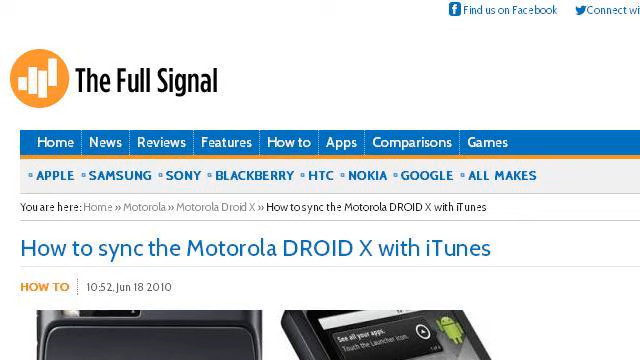 Find us on Facebook Connect wi
The Full Signal
Home News Reviews Features How to Apps Comparisons Games
APPLE SAMSUNG SONY BLACKBERRY HTC NOKIA GOOGLE ALL MAKES
You are here: Home » Motorola » Motorola Droid X » How to sync the Motorola DROID X with iTunes
How to sync the Motorola DROID X with iTunes
HOW TO 10:52, Jun 18 2010
See all your apps.
Touch the Launcher icon.